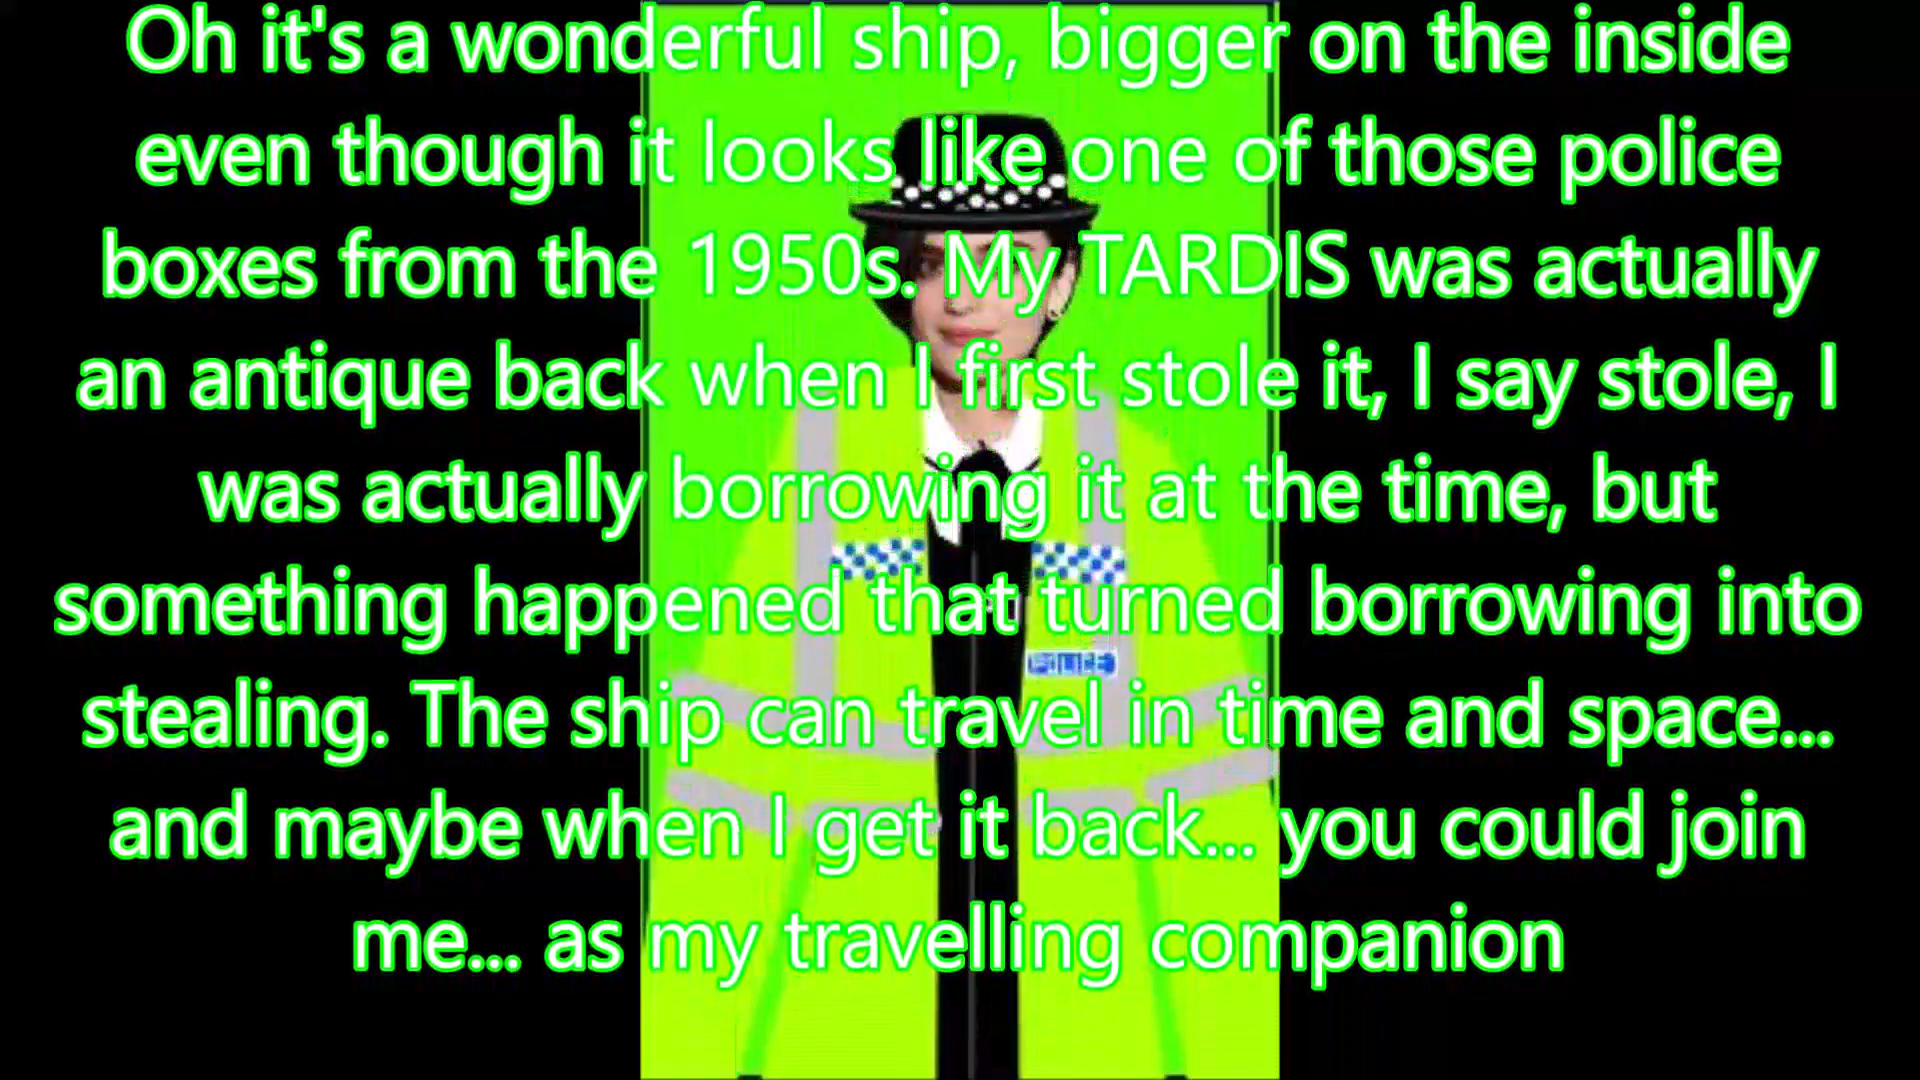 Oh it's a wonderful ship, bigger on the inside
even though it looks like one of those police
boxes from the 1950s. My TARDIS was actually
an antique back when I first stole it, I say stole, I
was actually borrowing it at the time, but
something happened that turned borrowing into
stealing. The ship can travel in time and space...
and maybe when I get it back... you could join
me... as my travelling companion